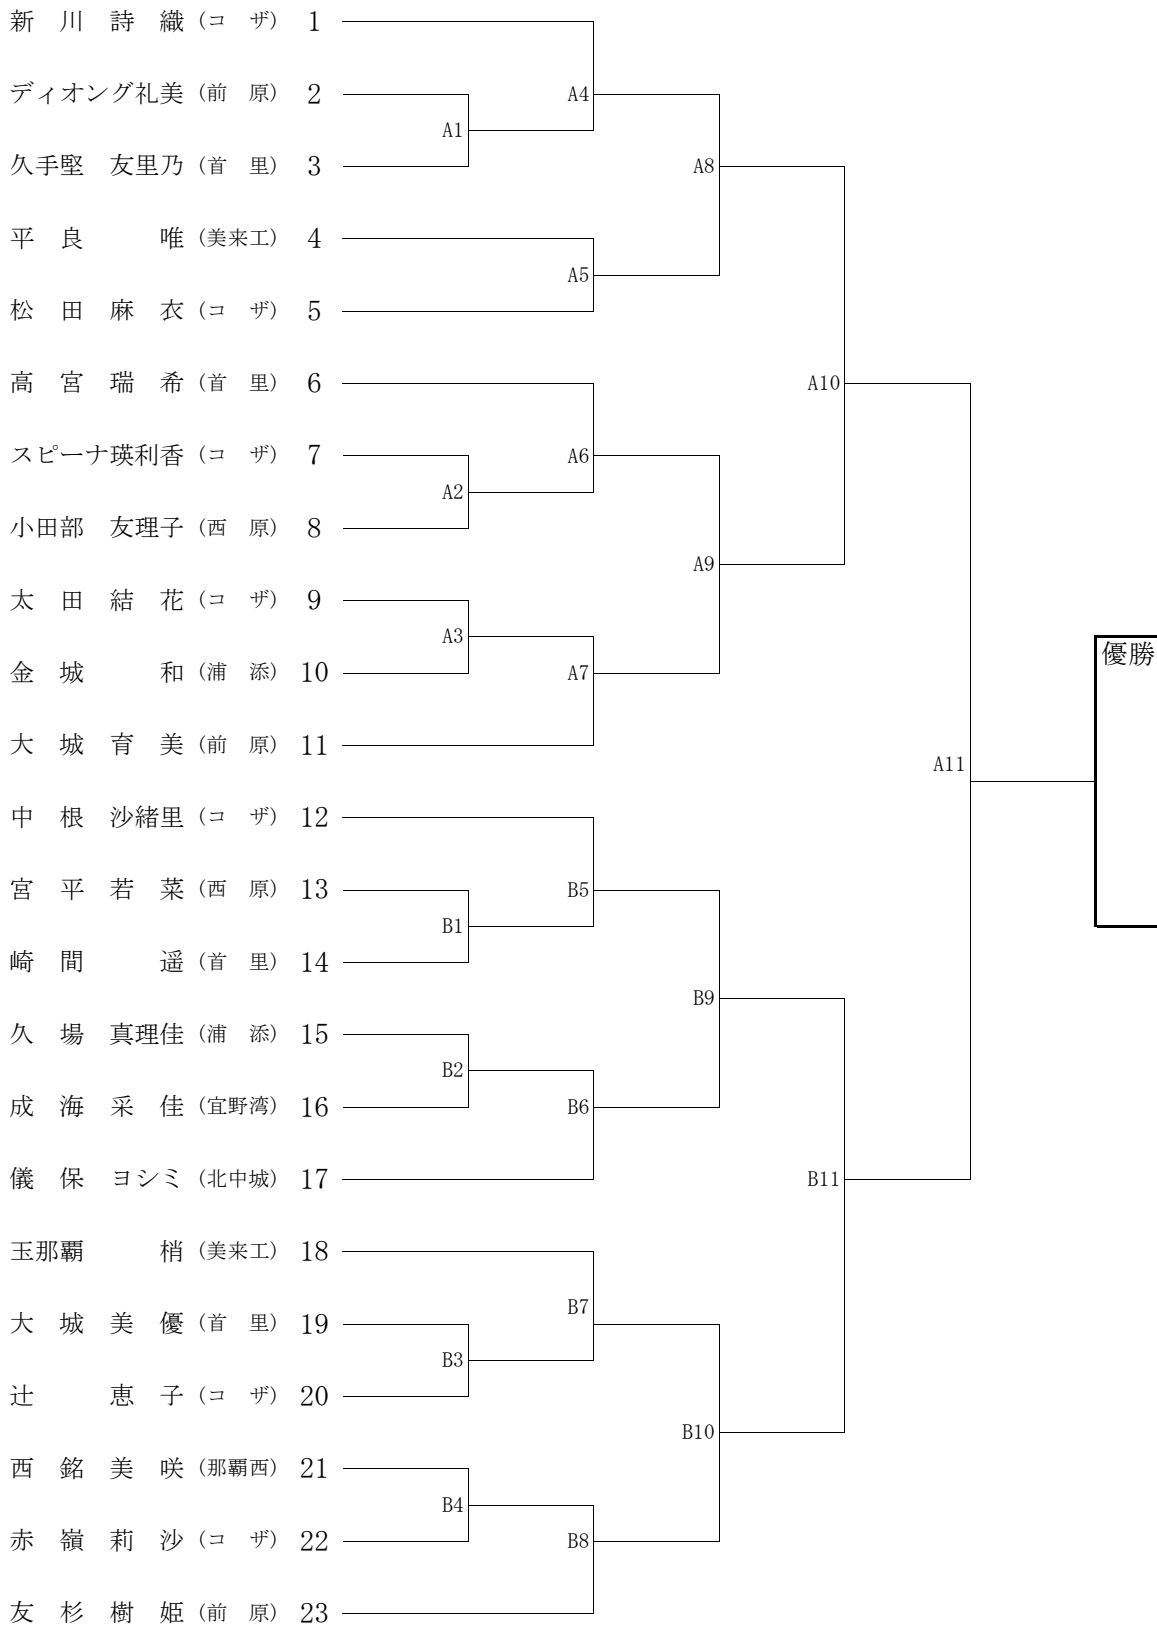 新川詩織 (コザ) 1
ディオング礼美 (前原) 2
A4
A1
久手堅 友里乃 (首里) 3
A8
平良 唯 (美来工) 4
A5
松田麻衣 (コザ) 5
高宮瑞希 (首里) 6
A10
スピーナ瑛利香 (コザ) 7
A6
A2
小田部 友理子 (西原) 8
A9
太田結花 (コザ) 9
A3
優勝
金城 和 (浦添) 10
A7
大城育美 (前原) 11
A11
中根 沙緒里 (コザ) 12
宮平若菜 (西原) 13
B5
B1
崎間 遥 (首里) 14
B9
久場 真理佳 (浦添) 15
B2
成海采佳 (宜野湾) 16
B6
儀保 ヨシミ (北中城) 17
B11
玉那覇 梢 (美来工) 18
B7
大城美優 (首里) 19
B3
辻 恵子 (コザ) 20
B10
西銘美咲 (那覇西) 21
B4
赤嶺莉沙 (コザ) 22
B8
友杉樹姫 (前原) 23